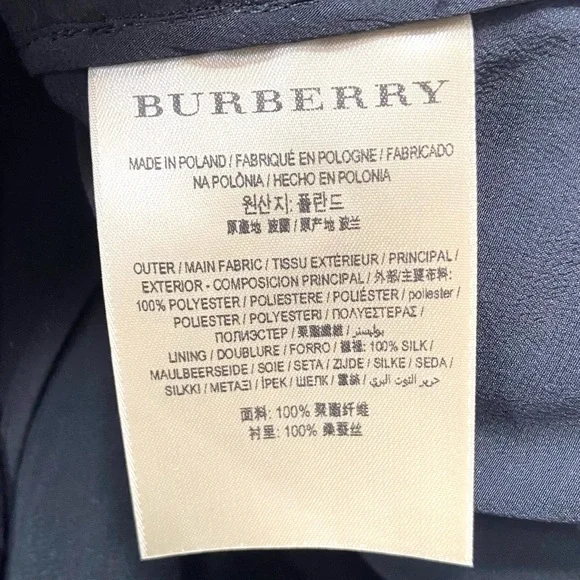 BURBERRY
MADE IN POLAND / FABRIQUÉ EN POLOGNE / FABRICADO
NA POLÔNIA / HECHO EN POLONIA
원산지: 폴란드
原產地 波蘭 / 原产地 波兰
OUTER / MAIN FABRIC / TISSU EXTÉRIEUR / PRINCIPAL /
EXTERIOR - COMPOSICION PRINCIPAL / 外部/主要布料:
100% POLYESTER / POLIESTERE / POLIÉSTER / poliester /
POLIESTER / POLYESTERI / ΠΟΛΥΕΣΤΕΡΑΣ /
ПОЛИЭСТЕР / 聚酯纖維 / بوليستر /
LINING / DOUBLURE / FORRO / 襯裡: 100% SILK /
MAULBEERSEIDE / SOIE / SETA / ZIJDE / SILKE / SEDA /
SILKKI / ΜΕΤΑΞΙ / İPEK / ШЕЛК / 蠶絲 / حرير التوت البري /
面料: 100% 聚酯纤维
衬里: 100% 桑蚕丝